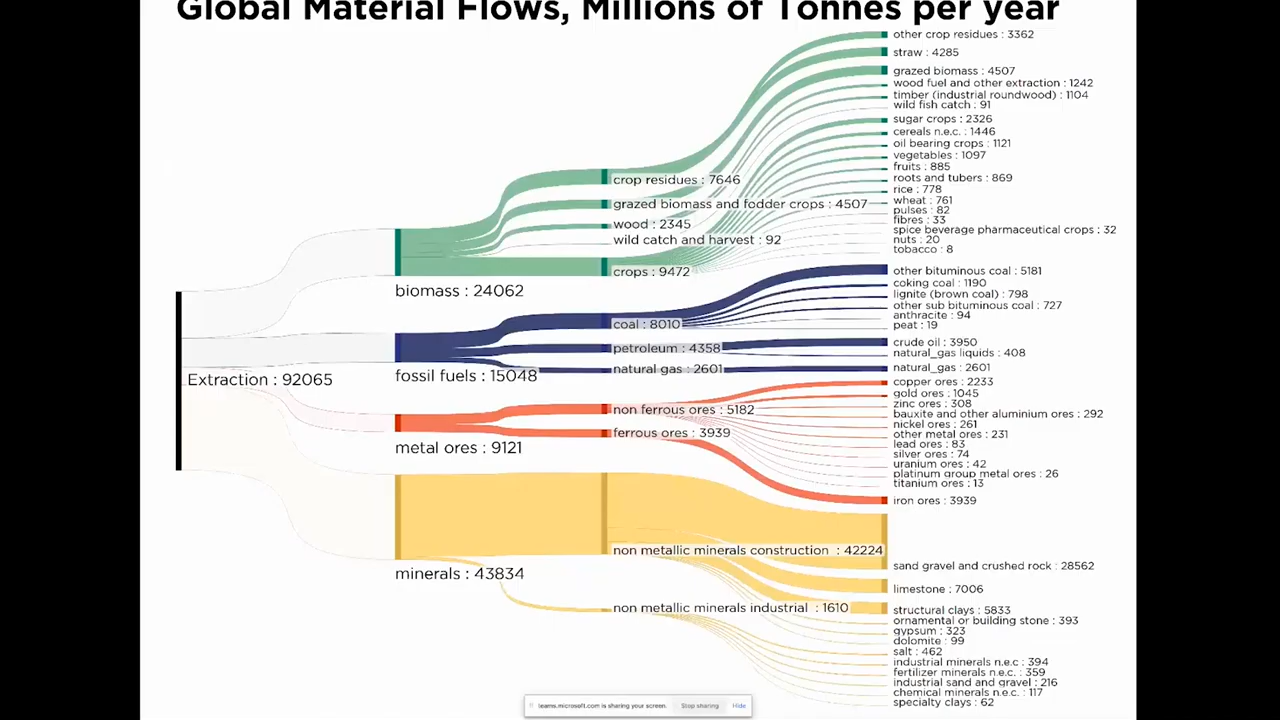 Global Material Flows, Millions of Tonnes per year
Extraction : 92065
biomass : 24062
fossil fuels : 15048
metal ores : 9121
minerals : 43834
crop residues : 7646
grazed biomass and fodder crops : 4507
wood : 2345
wild catch and harvest : 92
crops : 9472
coal : 8010
petroleum : 4358
natural gas : 2601
non ferrous ores : 5182
ferrous ores : 3939
non metallic minerals construction : 42224
non metallic minerals industrial : 1610
other crop residues : 3362
straw : 4285
grazed biomass : 4507
wood fuel and other extraction : 1242
timber (industrial roundwood) : 1104
wild fish catch : 91
sugar crops : 2326
cereals n.e.c. : 1446
oil bearing crops : 1121
vegetables : 1097
fruits : 885
roots and tubers : 869
rice : 778
wheat : 761
pulses : 82
fibres : 33
spice beverage pharmaceutical crops : 32
nuts : 20
tobacco : 8
other bituminous coal : 5181
coking coal : 1190
lignite (brown coal) : 798
other sub bituminous coal : 727
anthracite : 94
peat : 19
crude oil : 3950
natural_gas liquids : 408
natural_gas : 2601
copper ores : 2233
gold ores : 1045
zinc ores : 308
bauxite and other aluminium ores : 292
nickel ores : 261
other metal ores : 231
lead ores : 83
silver ores : 74
uranium ores : 42
platinum group metal ores : 26
titanium ores : 13
iron ores : 3939
sand gravel and crushed rock : 28562
limestone : 7006
structural clays : 5833
ornamental or building stone : 393
gypsum : 323
dolomite : 99
salt : 462
industrial minerals n.e.c : 394
fertilizer minerals n.e.c. : 359
industrial sand and gravel : 216
chemical minerals n.e.c. : 117
specialty clays : 62
teams.microsoft.com is sharing your screen. Stop sharing Hide